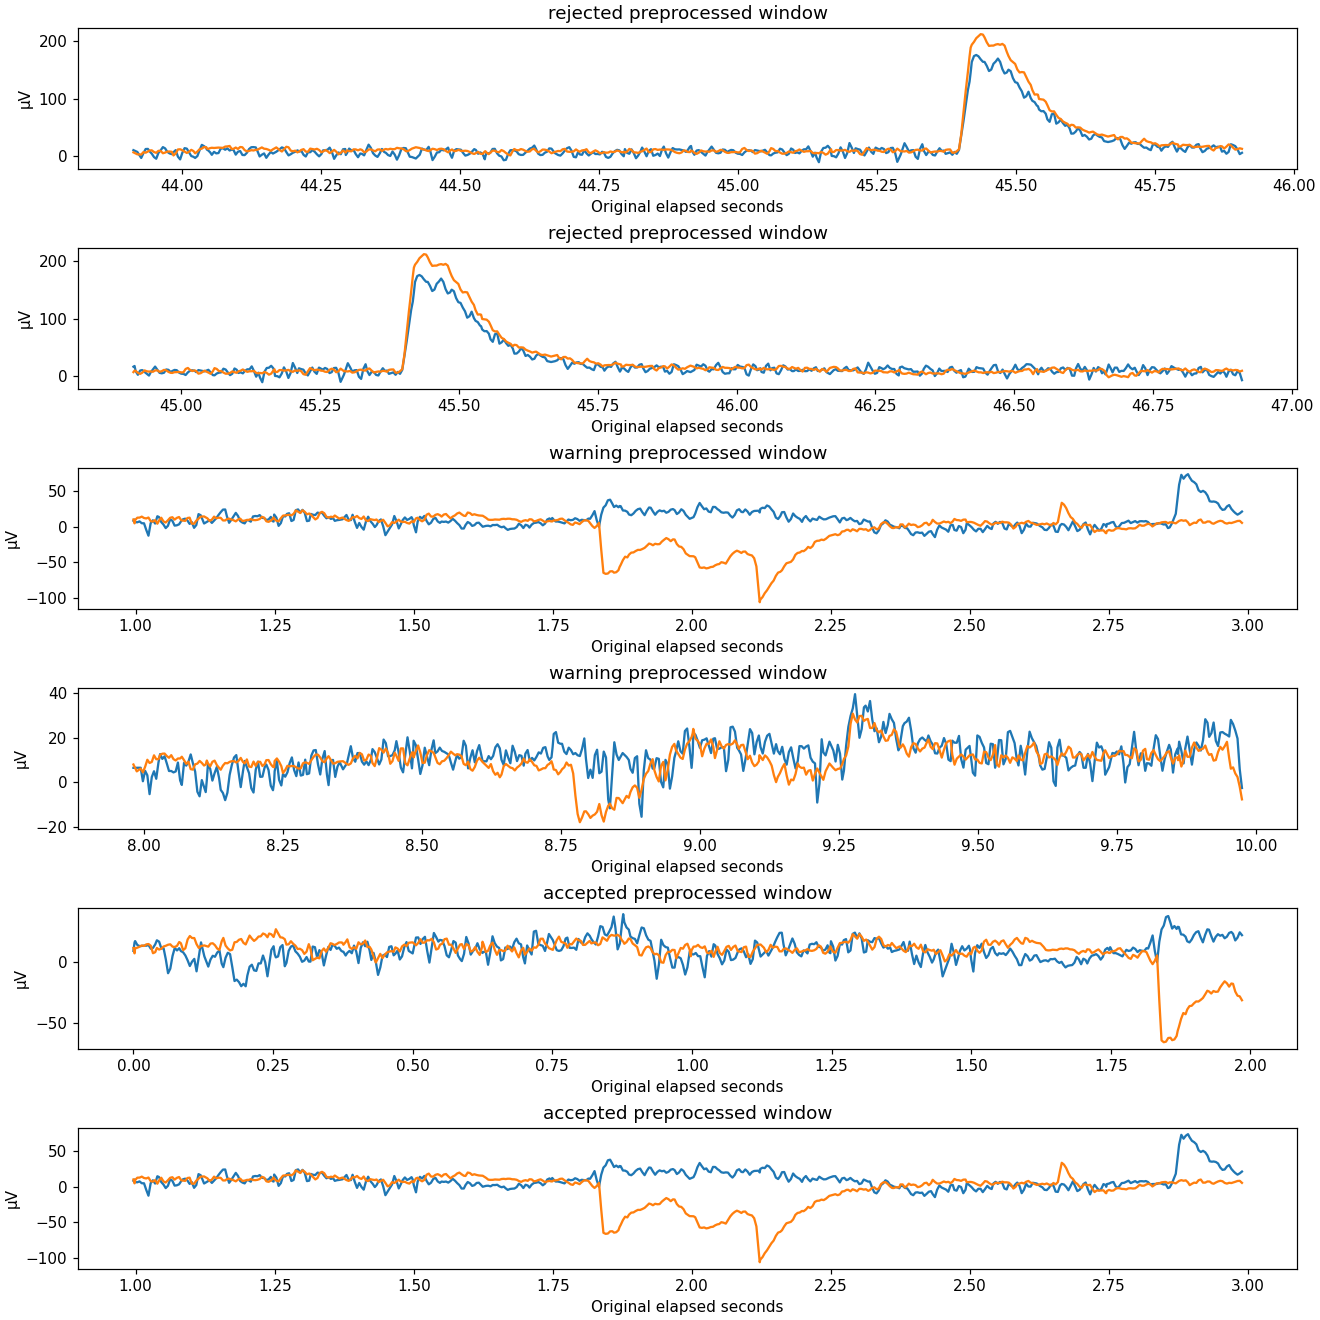 rejected preprocessed window
200
100
0
µV
44.00 44.25 44.50 44.75 45.00 45.25 45.50 45.75 46.00
Original elapsed seconds
rejected preprocessed window
200
100
0
µV
45.00 45.25 45.50 45.75 46.00 46.25 46.50 46.75 47.00
Original elapsed seconds
warning preprocessed window
50
0
−50
−100
µV
1.00 1.25 1.50 1.75 2.00 2.25 2.50 2.75 3.00
Original elapsed seconds
warning preprocessed window
40
20
0
−20
µV
8.00 8.25 8.50 8.75 9.00 9.25 9.50 9.75 10.00
Original elapsed seconds
accepted preprocessed window
0
−50
µV
0.00 0.25 0.50 0.75 1.00 1.25 1.50 1.75 2.00
Original elapsed seconds
accepted preprocessed window
50
0
−50
−100
µV
1.00 1.25 1.50 1.75 2.00 2.25 2.50 2.75 3.00
Original elapsed seconds